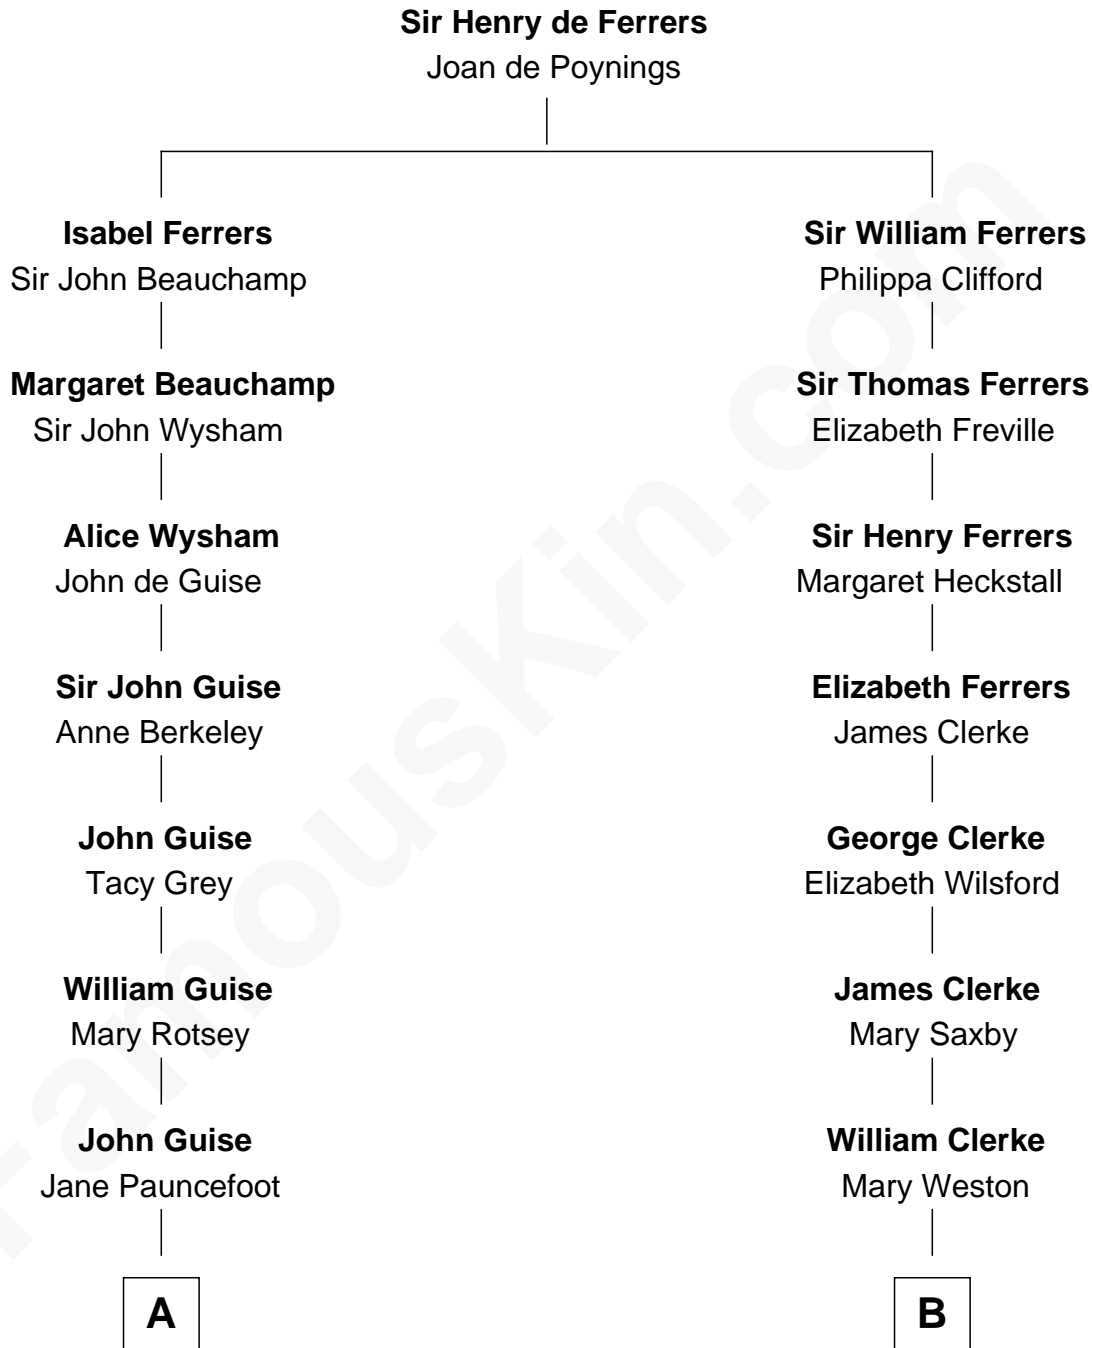 Sir Henry de Ferrers
Joan de Poynings
Isabel Ferrers
Sir John Beauchamp
Sir William Ferrers
Philippa Clifford
Margaret Beauchamp
Sir John Wysham
Sir Thomas Ferrers
Elizabeth Freville
Alice Wysham
John de Guise
Sir Henry Ferrers
Margaret Heckstall
Sir John Guise
Anne Berkeley
Elizabeth Ferrers
James Clerke
John Guise
Tacy Grey
George Clerke
Elizabeth Wilsford
William Guise
Mary Rotsey
James Clerke
Mary Saxby
John Guise
Jane Pauncefoot
William Clerke
Mary Weston
A
B
FamousKin.com